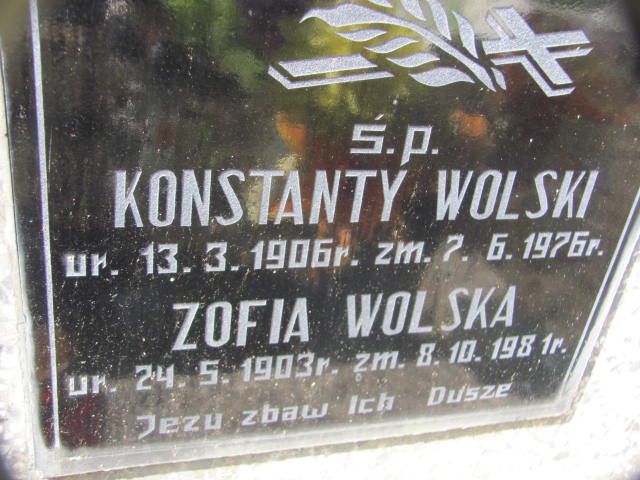 Ś.p.
KONSTANTY WOLSKI
ur. 13. 3. 1906r. zm. 7. 6. 1976r.
ZOFIA WOLSKA
ur. 24. 5. 1903r. zm. 8. 10. 1981r.
Jezu zbaw Ich Dusze